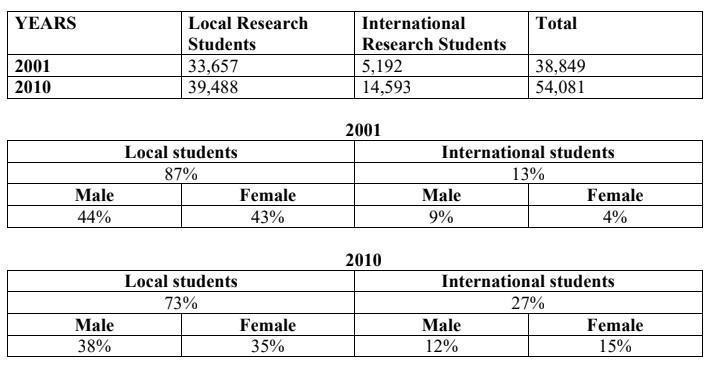 YEARS Local Research Students International Research Students Total
2001 33,657 5,192 38,849
2010 39,488 14,593 54,081
2001
Local students International students
87% 13%
Male Female Male Female
44% 43% 9% 4%
2010
Local students International students
73% 27%
Male Female Male Female
38% 35% 12% 15%